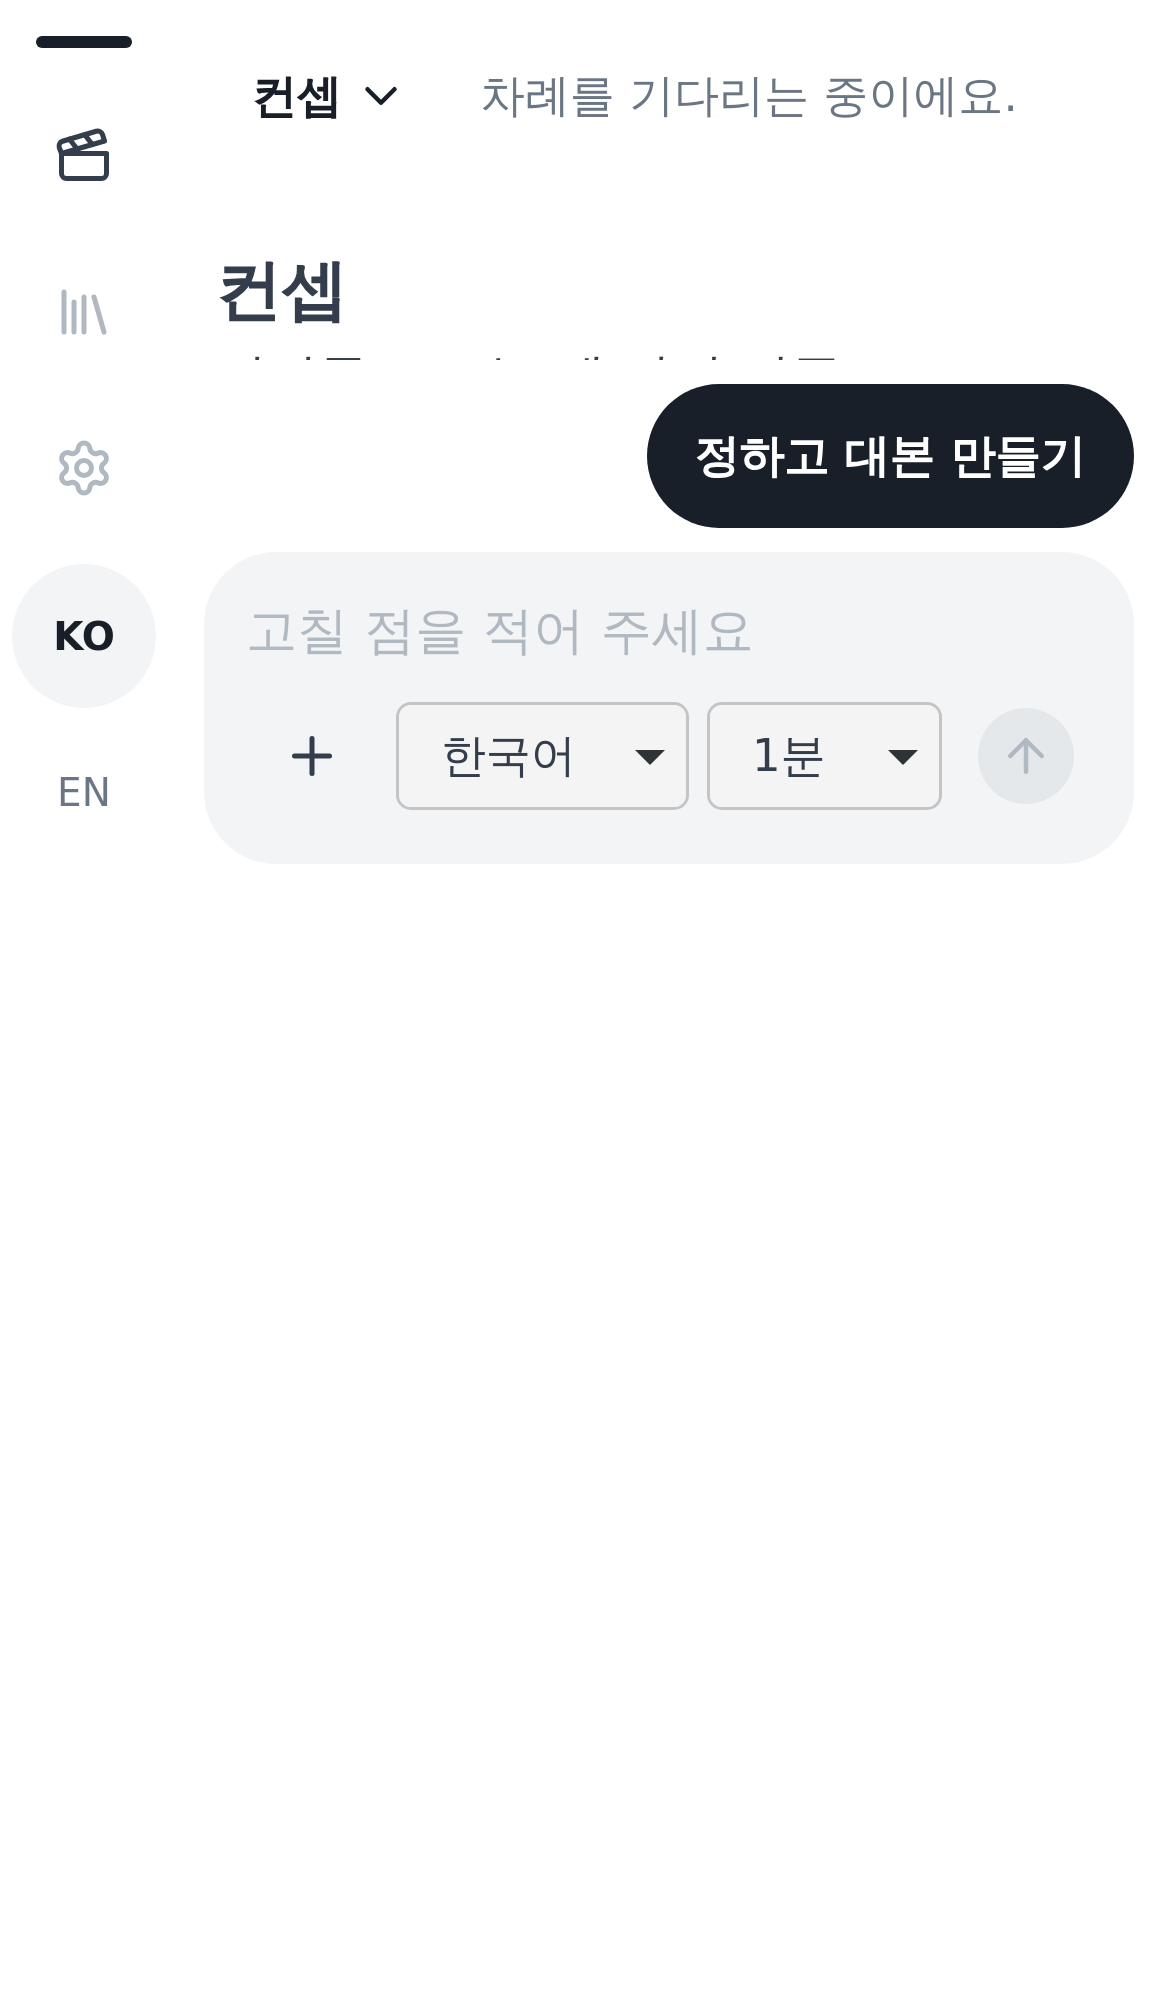 컨셉
차례를 기다리는 중이에요.
컨셉
정하고 대본 만들기
고칠 점을 적어 주세요
한국어
1분
KO
EN